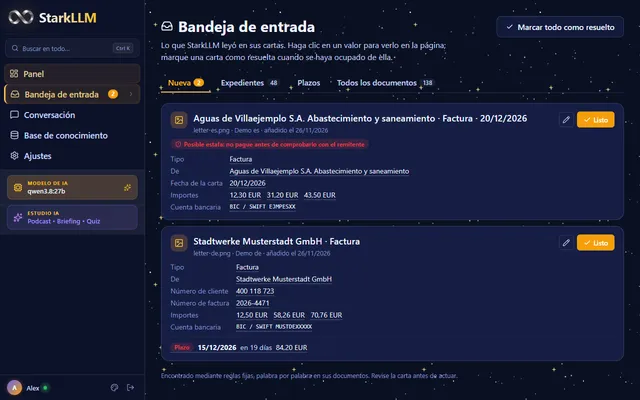 StarkLLM
Buscar en todo...
Ctrl K
Panel
Bandeja de entrada
2
Conversación
Base de conocimiento
Ajustes
MODELO DE IA
qwen3.8:27b
ESTUDIO IA
Podcast • Briefing • Quiz
A
Alex
Bandeja de entrada
Marcar todo como resuelto
Lo que StarkLLM leyó en sus cartas. Haga clic en un valor para verlo en la página;
marque una carta como resuelta cuando se haya ocupado de ella.
Nueva 2
Expedientes 48
Plazos
Todos los documentos 138
Aguas de Villaejemplo S.A. Abastecimiento y saneamiento · Factura · 20/12/2026
letter-es.png · Demo es · añadido el 26/11/2026
Listo
Posible estafa: no pague antes de comprobarlo con el remitente
Tipo Factura
De Aguas de Villaejemplo S.A. Abastecimiento y saneamiento
Fecha de la carta 20/12/2026
Importes 12,30 EUR 31,20 EUR 43,50 EUR
Cuenta bancaria BIC / SWIFT EJMPESXX
Stadtwerke Musterstadt GmbH · Factura
letter-de.png · Demo de · añadido el 26/11/2026
Listo
Tipo Factura
De Stadtwerke Musterstadt GmbH
Número de cliente 400 118 723
Número de factura 2026-4471
Importes 12,50 EUR 58,26 EUR 70,76 EUR
Cuenta bancaria BIC / SWIFT MUSTDEXXXXX
Plazo 15/12/2026 en 19 días 84,20 EUR
Encontrado mediante reglas fijas, palabra por palabra en sus documentos. Revise la carta antes de actuar.